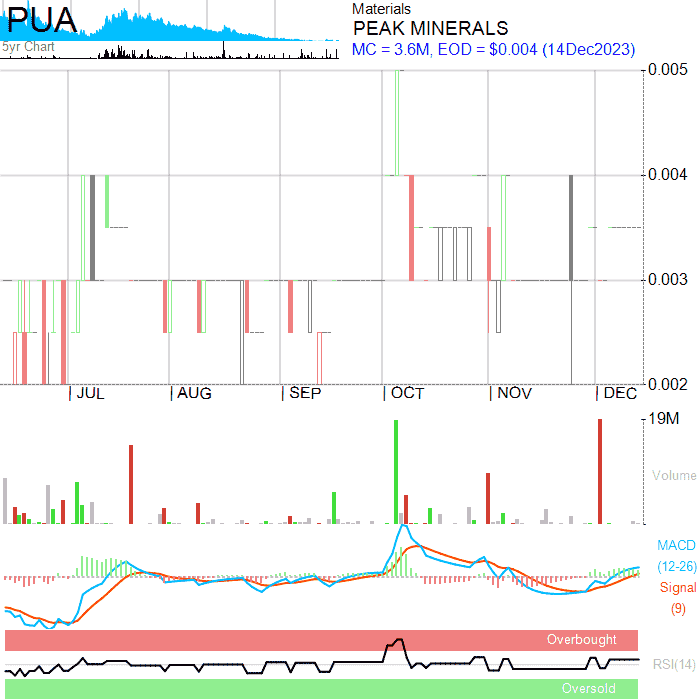 PUA
5yr Chart
Materials
PEAK MINERALS
MC = 3.6M, EOD = $0.004 (14Dec2023)
0.005
0.004
0.003
0.002
JUL AUG SEP OCT NOV DEC
19M
Volume
MACD
(12-26)
Signal
(9)
Overbought
RSI(14)
Oversold